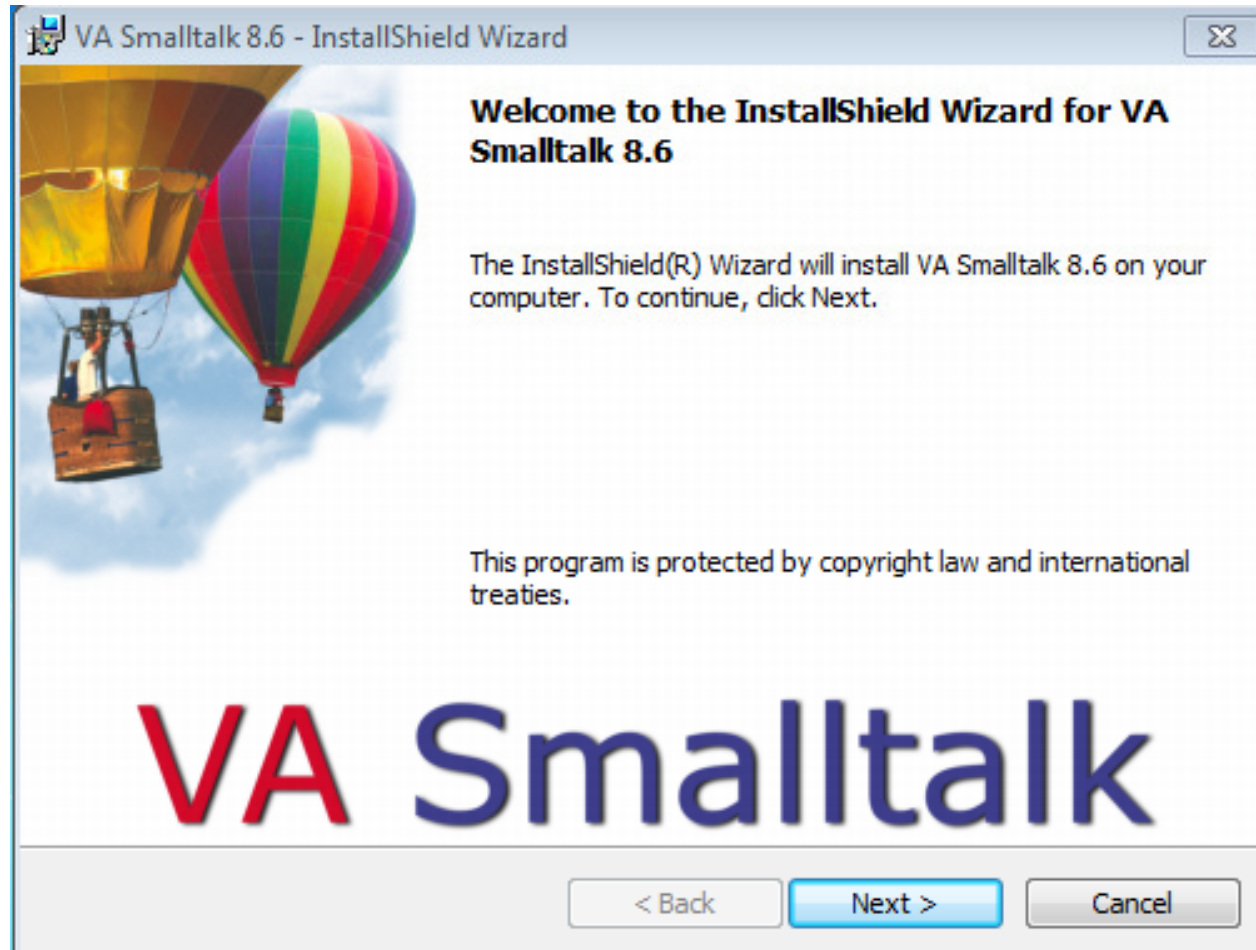 VA Smalltalk 8.6 - InstallShield Wizard
Welcome to the InstallShield Wizard for VA
Smalltalk 8.6
The InstallShield(R) Wizard will install VA Smalltalk 8.6 on your
computer. To continue, click Next.
This program is protected by copyright law and international
treaties.
VA Smalltalk
< Back
Next >
Cancel